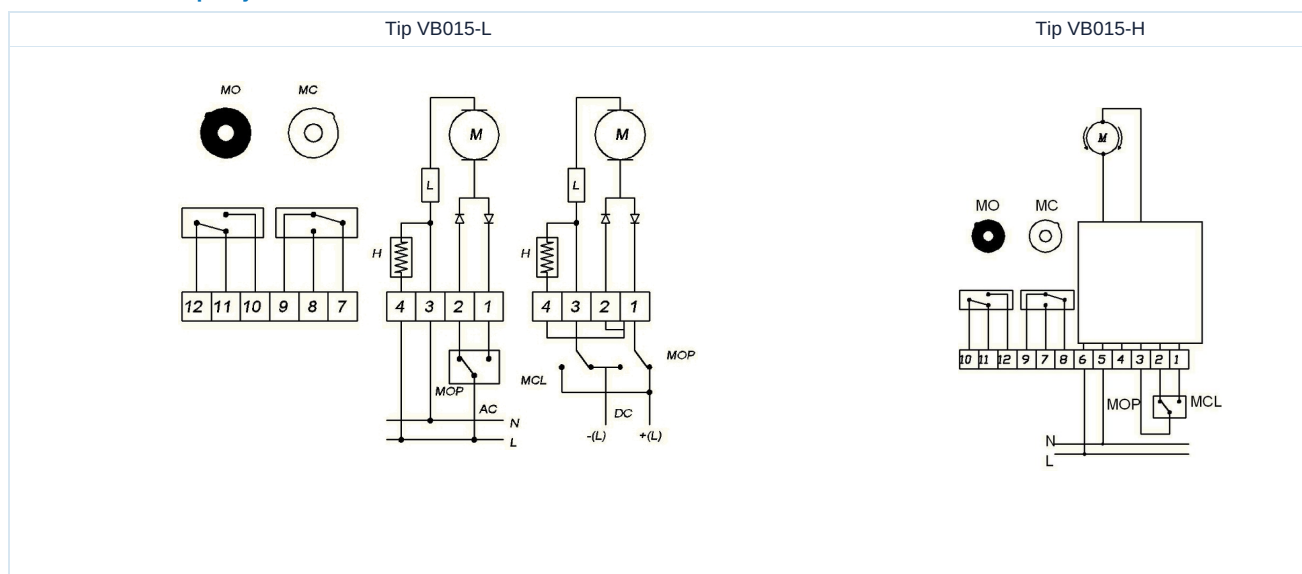 Tip VB015-L
Tip VB015-H
MO MC
M
L
H
12 11 10 9 8 7
4 3 2 1
MOP
AC
N
L
M
L
H
4 3 2 1
MOP
MCL
DC
-(L) +(L)
M
MO MC
10 11 12 9 7 8 6 5 4 3 2 1
MOP MCL
N
L